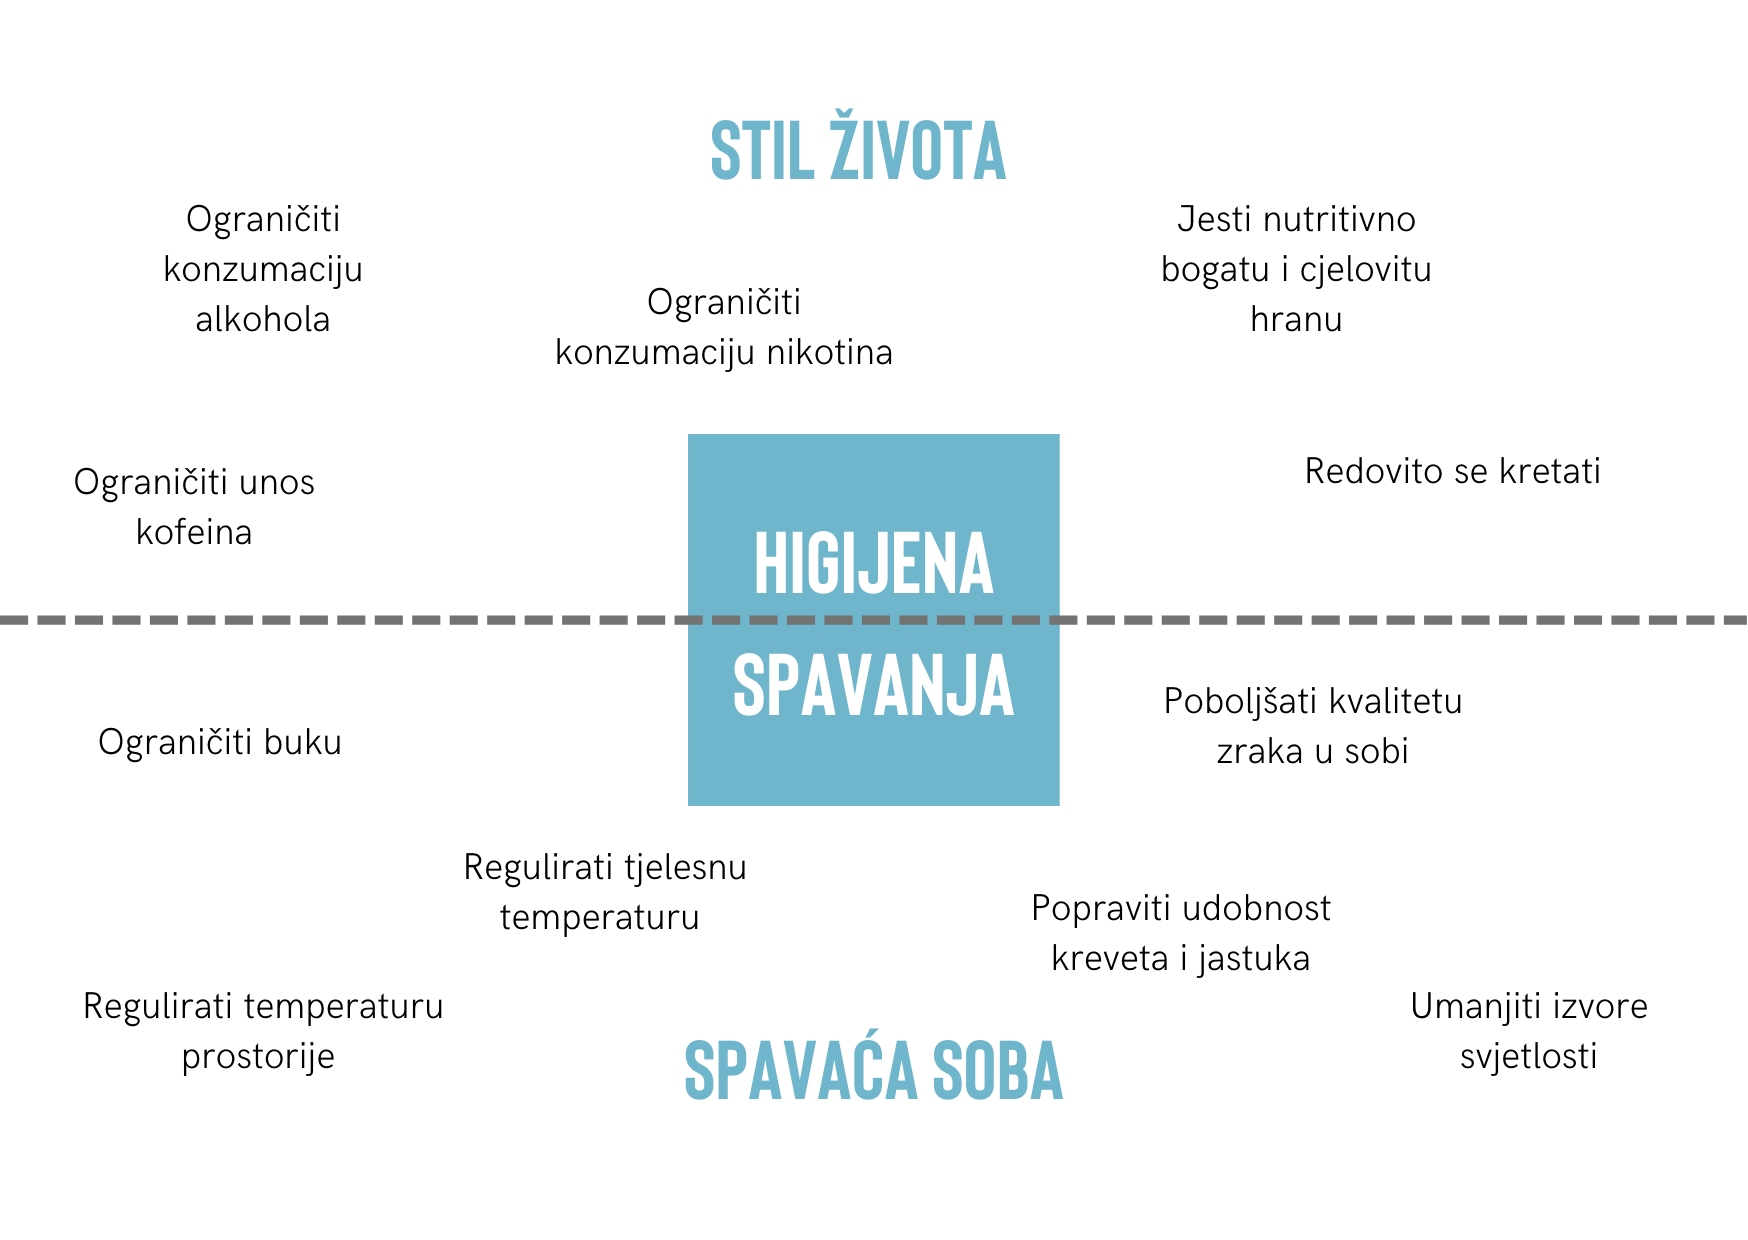 STIL ŽIVOTA
Ograničiti
konzumaciju
alkohola
Ograničiti
konzumaciju nikotina
Jesti nutritivno
bogatu i cjelovitu
hranu
Ograničiti unos
kofeina
Redovito se kretati
HIGIJENA
SPAVANJA
Ograničiti buku
Poboljšati kvalitetu
zraka u sobi
Regulirati tjelesnu
temperaturu
Popraviti udobnost
kreveta i jastuka
Regulirati temperaturu
prostorije
Umanjiti izvore
svjetlosti
SPAVAĆA SOBA